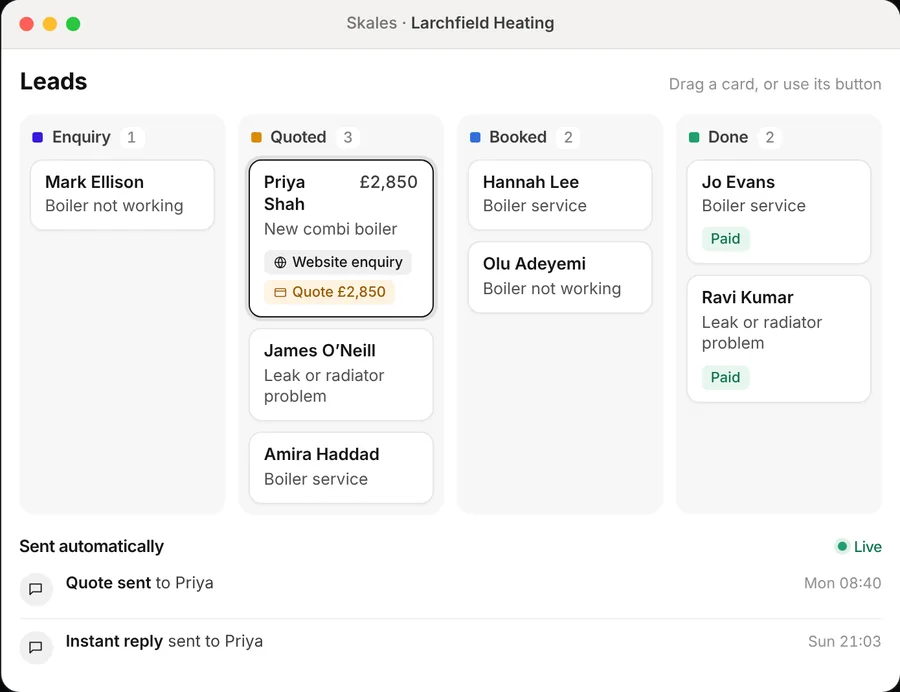 Skales · Larchfield Heating
Leads
Drag a card, or use its button
Enquiry 1
Mark Ellison
Boiler not working
Quoted 3
Priya
Shah
£2,850
New combi boiler
Website enquiry
Quote £2,850
James O’Neill
Leak or radiator
problem
Amira Haddad
Boiler service
Booked 2
Hannah Lee
Boiler service
Olu Adeyemi
Boiler not working
Done 2
Jo Evans
Boiler service
Paid
Ravi Kumar
Leak or radiator
problem
Paid
Sent automatically
Live
Quote sent to Priya
Mon 08:40
Instant reply sent to Priya
Sun 21:03